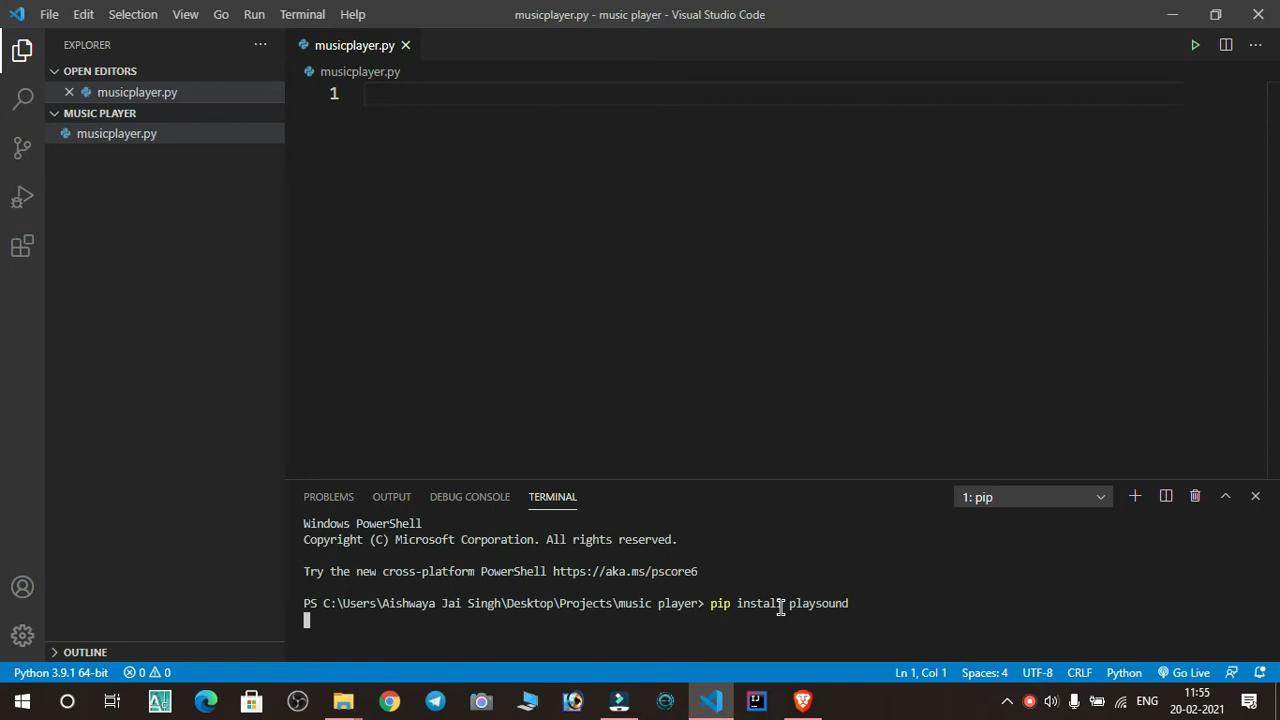 File Edit Selection View Go Run Terminal Help
musicplayer.py - music player - Visual Studio Code
EXPLORER
musicplayer.py
OPEN EDITORS
musicplayer.py
musicplayer.py
MUSIC PLAYER
1
musicplayer.py
PROBLEMS OUTPUT DEBUG CONSOLE TERMINAL
1: pip
Windows PowerShell
Copyright (C) Microsoft Corporation. All rights reserved.
Try the new cross-platform PowerShell https://aka.ms/pscore6
PS C:\Users\Aishwaya Jai Singh\Desktop\Projects\music player> pip install playsound
OUTLINE
Python 3.9.1 64-bit 0 0 Ln 1, Col 1 Spaces: 4 UTF-8 CRLF Python Go Live
ENG
11:55
20-02-2021